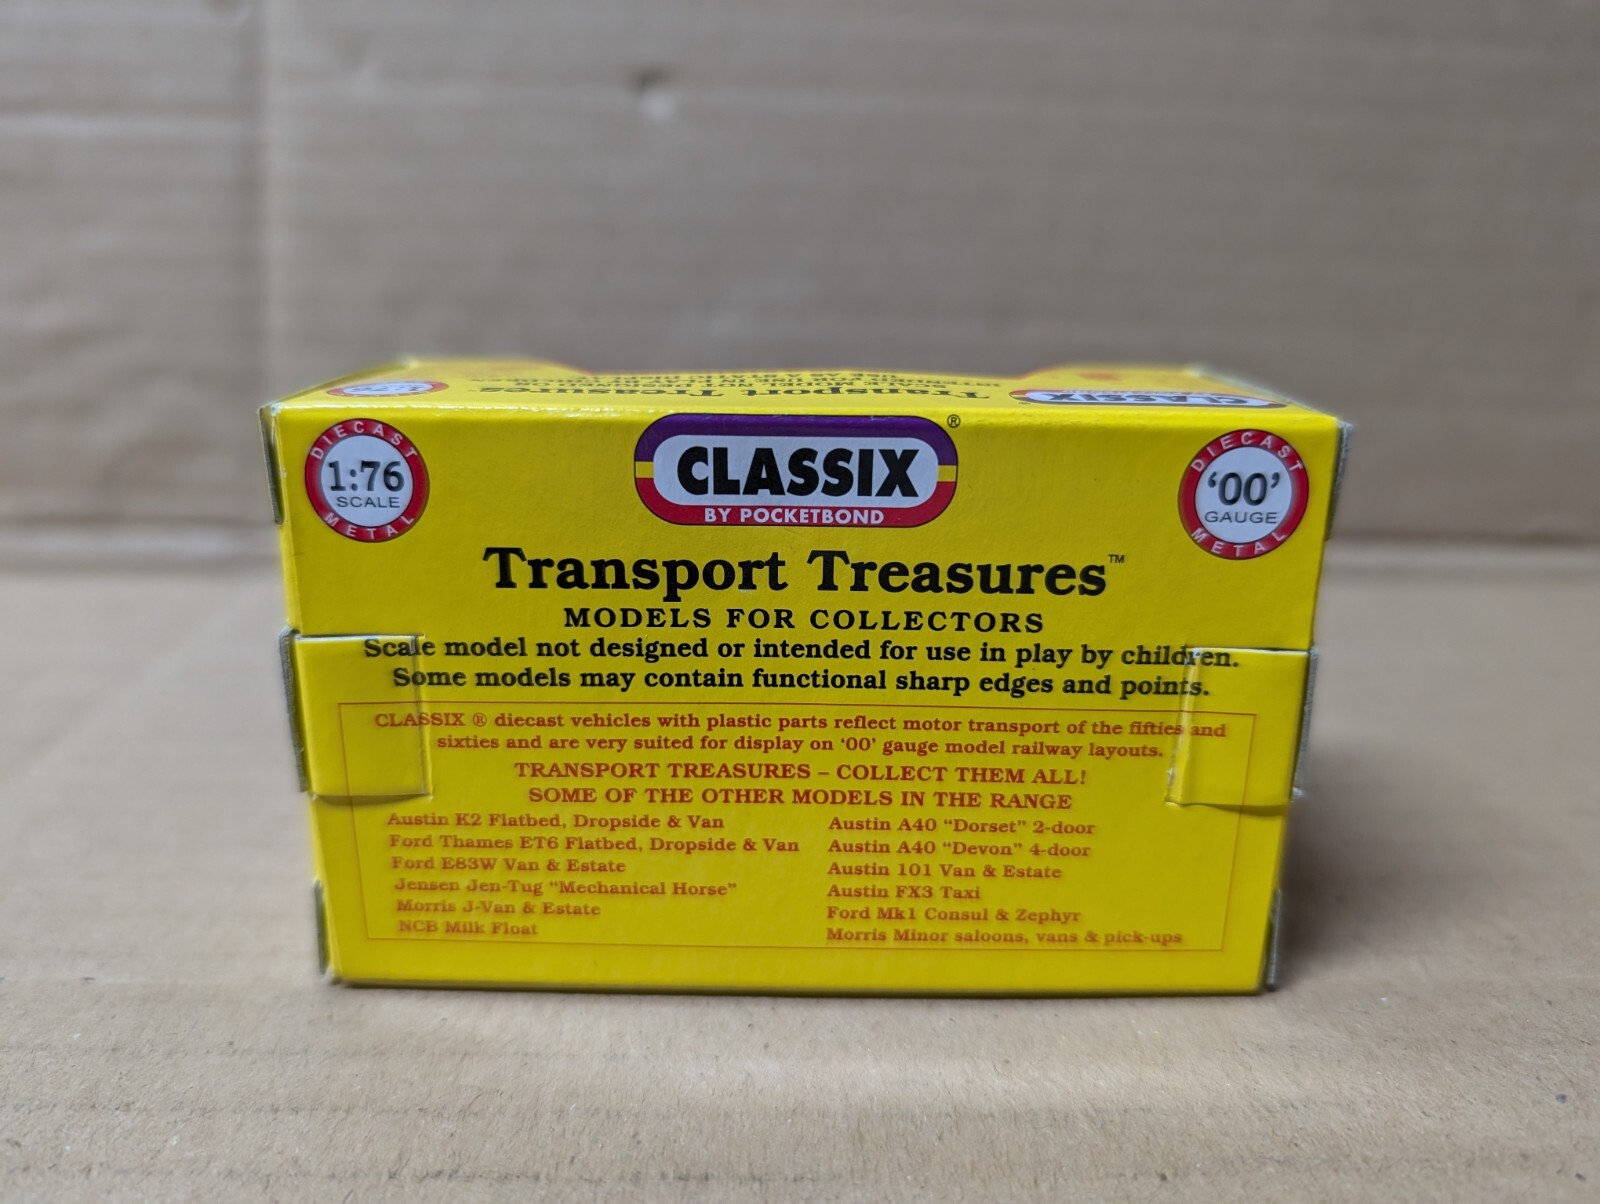 Transport Treasures
CLASSIX
1:76
DIECAST
1:76
SCALE
METAL
CLASSIX ®
BY POCKETBOND
DIECAST
‘00’
GAUGE
METAL
Transport Treasures™
MODELS FOR COLLECTORS
Scale model not designed or intended for use in play by children.
Some models may contain functional sharp edges and points.
CLASSIX ® diecast vehicles with plastic parts reflect motor transport of the fifties and
sixties and are very suited for display on ‘00’ gauge model railway layouts.
TRANSPORT TREASURES – COLLECT THEM ALL!
SOME OF THE OTHER MODELS IN THE RANGE
Austin K2 Flatbed, Dropside & Van
Ford Thames ET6 Flatbed, Dropside & Van
Ford E83W Van & Estate
Jensen Jen-Tug “Mechanical Horse”
Morris J-Van & Estate
NCB Milk Float
Austin A40 “Dorset” 2-door
Austin A40 “Devon” 4-door
Austin 101 Van & Estate
Austin FX3 Taxi
Ford Mk1 Consul & Zephyr
Morris Minor saloons, vans & pick-ups